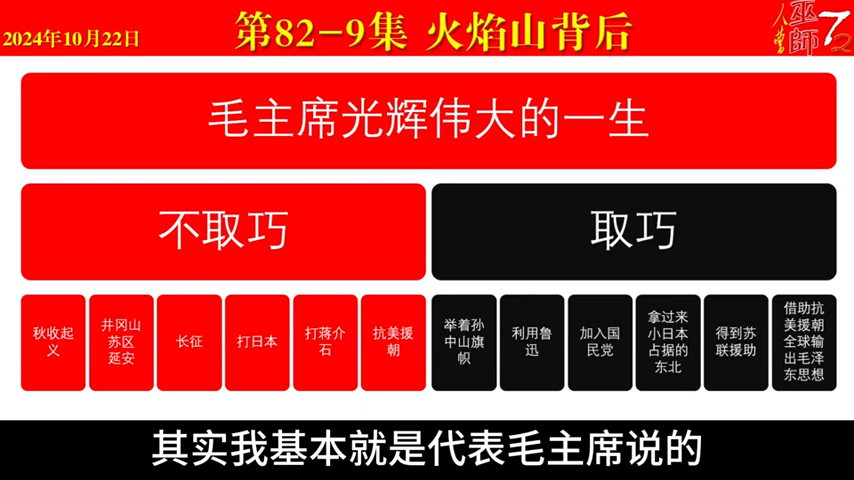 2024年10月22日
第82-9集 火焰山背后
人曹
巫師
72
毛主席光辉伟大的一生
不取巧
取巧
秋收起
义
井冈山
苏区
延安
长征
打日本
打蒋介
石
抗美援
朝
举着孙
中山旗
帜
利用鲁
迅
加入国
民党
拿过来
小日本
占据的
东北
得到苏
联援助
借助抗
美援朝
全球输
出毛泽
东思想
其实我基本就是代表毛主席说的